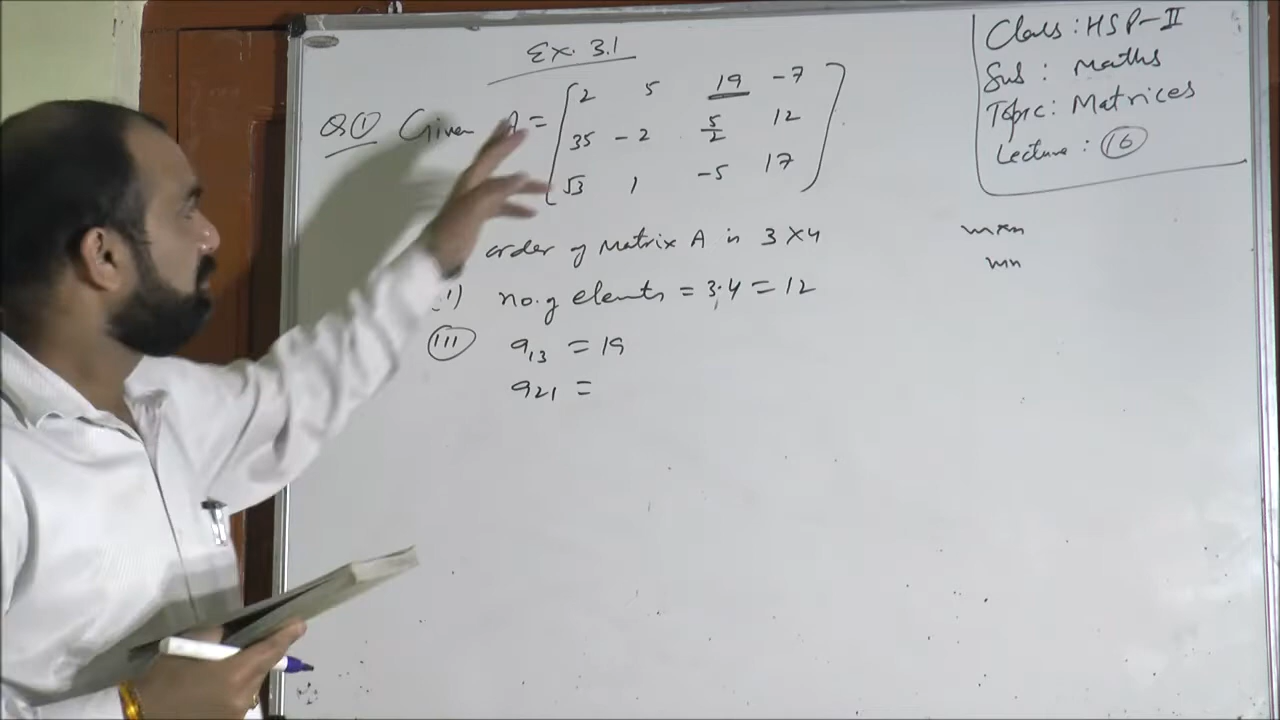 Ex. 3.1
Q① Given A =
2 5 19 -7
35 -2 5/2 12
√3 1 -5 17
order of Matrix A is 3 X 4
no. of elements = 3.4 = 12
(III) a13 = 19
a21 =
Class : HSP-II
Sub : Maths
Topic : Matrices
Lecture : 16
m×n
mn